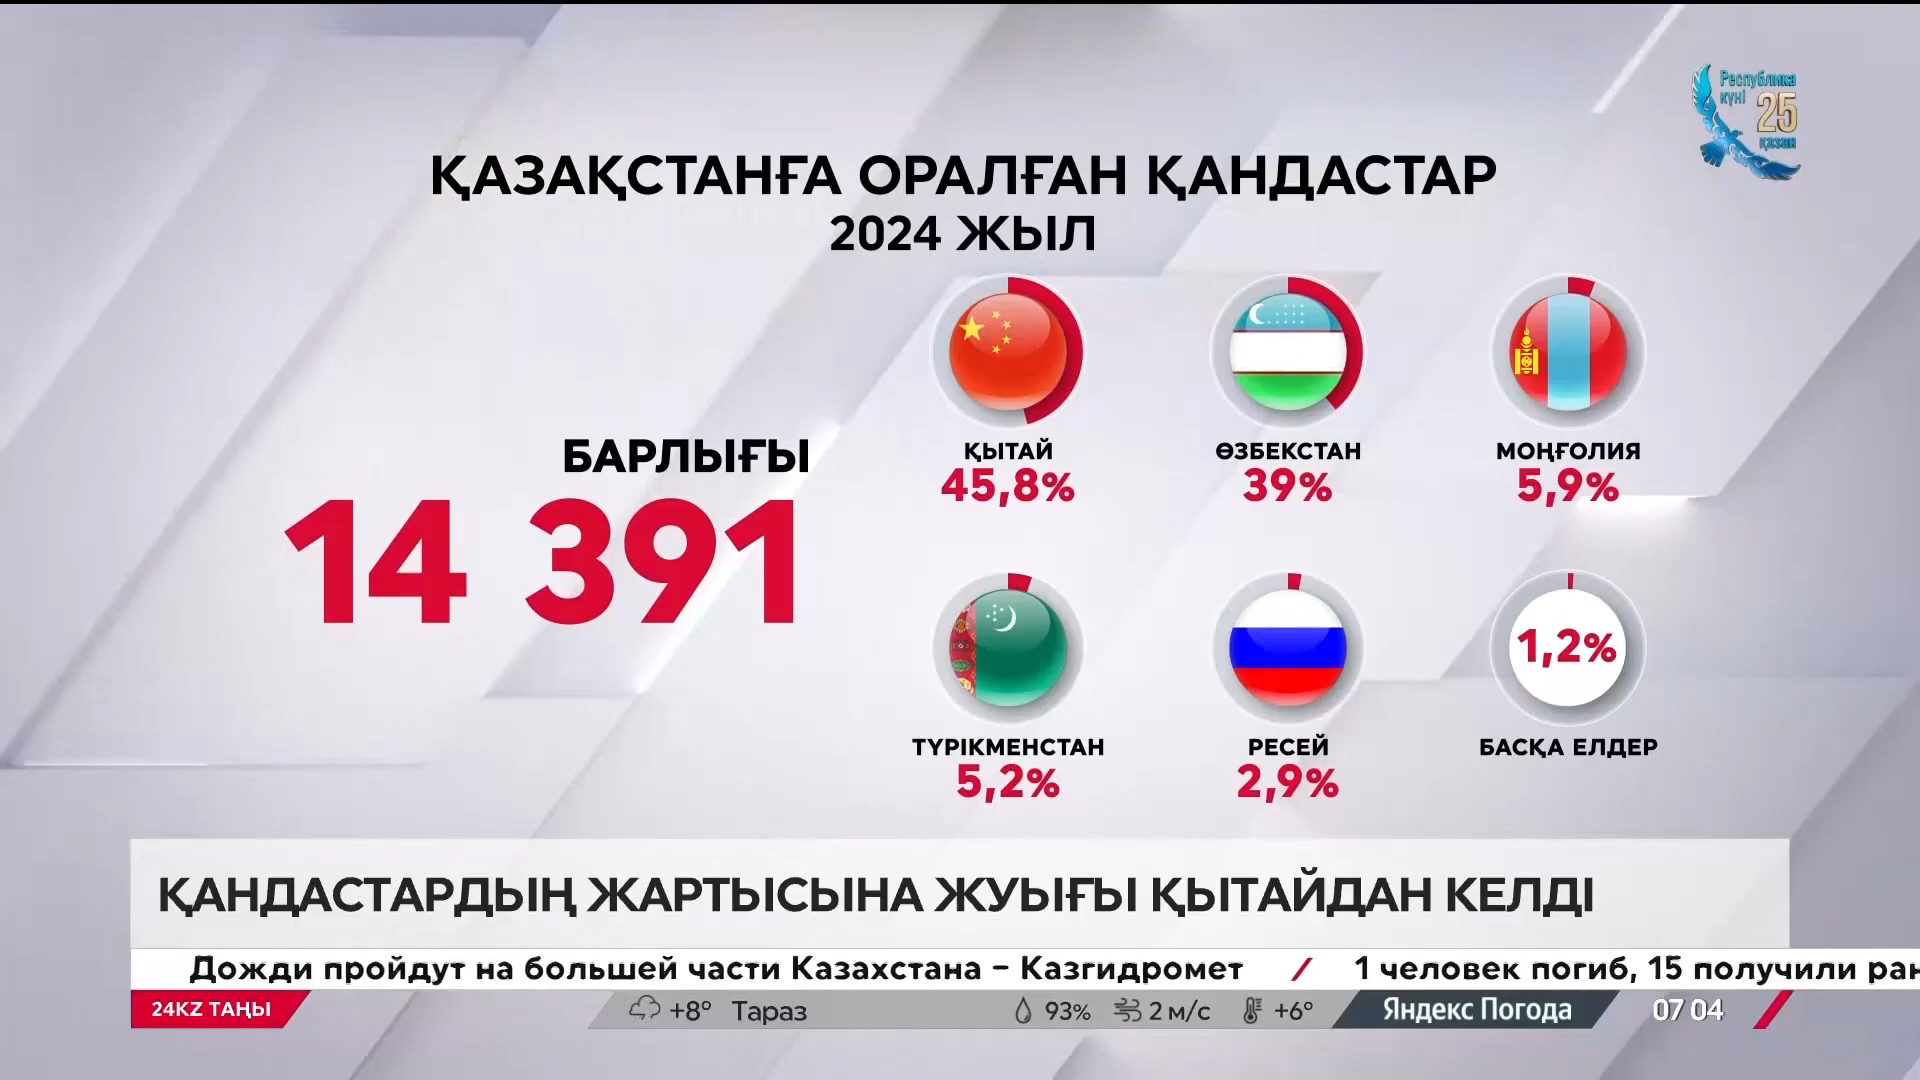 Республика
күні 25
қазан
ҚАЗАҚСТАНҒА ОРАЛҒАН ҚАНДАСТАР
2024 ЖЫЛ
БАРЛЫҒЫ
14 391
ҚЫТАЙ
45,8%
ӨЗБЕКСТАН
39%
МОҢҒОЛИЯ
5,9%
ТҮРІКМЕНСТАН
5,2%
РЕСЕЙ
2,9%
1,2%
БАСҚА ЕЛДЕР
ҚАНДАСТАРДЫҢ ЖАРТЫСЫНА ЖУЫҒЫ ҚЫТАЙДАН КЕЛДІ
Дожди пройдут на большей части Казахстана – Казгидромет / 1 человек погиб, 15 получили ран
24KZ ТАҢЫ +8° Тараз 93% 2 м/с +6° Яндекс Погода 07 04